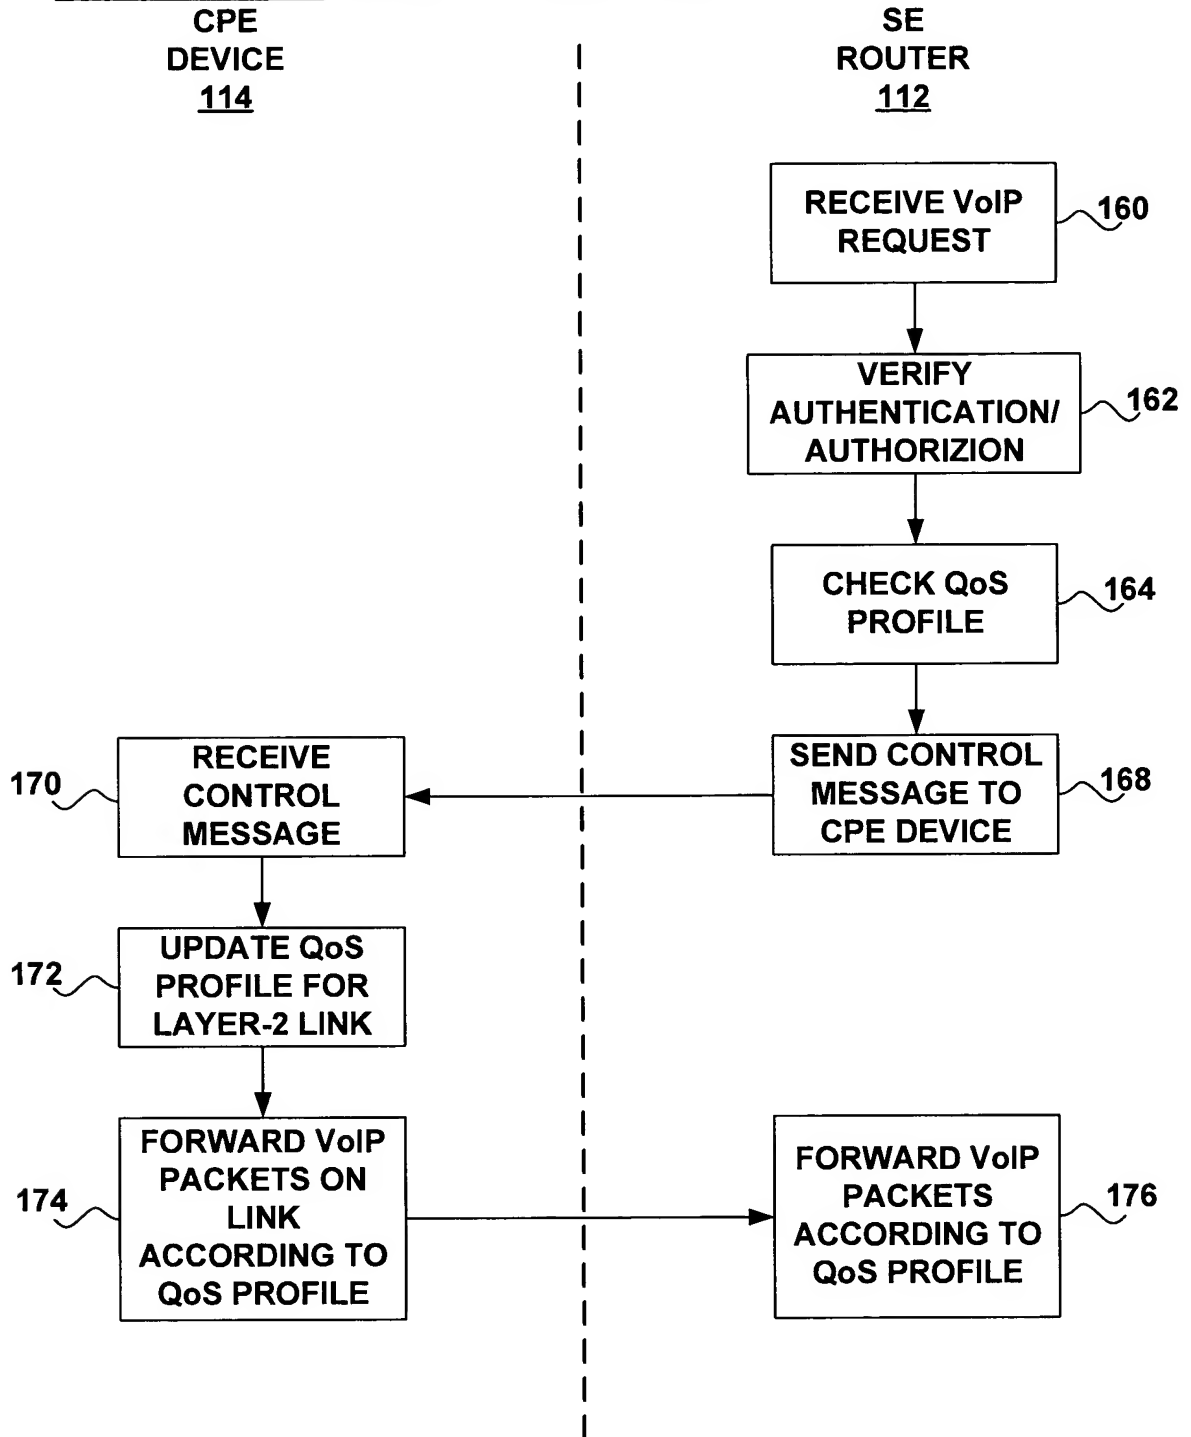 CPE
DEVICE
114
SE
ROUTER
112
RECEIVE VoIP
REQUEST
160
VERIFY
AUTHENTICATION/
AUTHORIZION
162
CHECK QoS
PROFILE
164
SEND CONTROL
MESSAGE TO
CPE DEVICE
168
170
RECEIVE
CONTROL
MESSAGE
172
UPDATE QoS
PROFILE FOR
LAYER-2 LINK
174
FORWARD VoIP
PACKETS ON
LINK
ACCORDING TO
QoS PROFILE
FORWARD VoIP
PACKETS
ACCORDING TO
QoS PROFILE
176